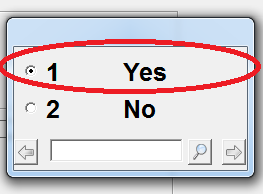 1 Yes
2 No